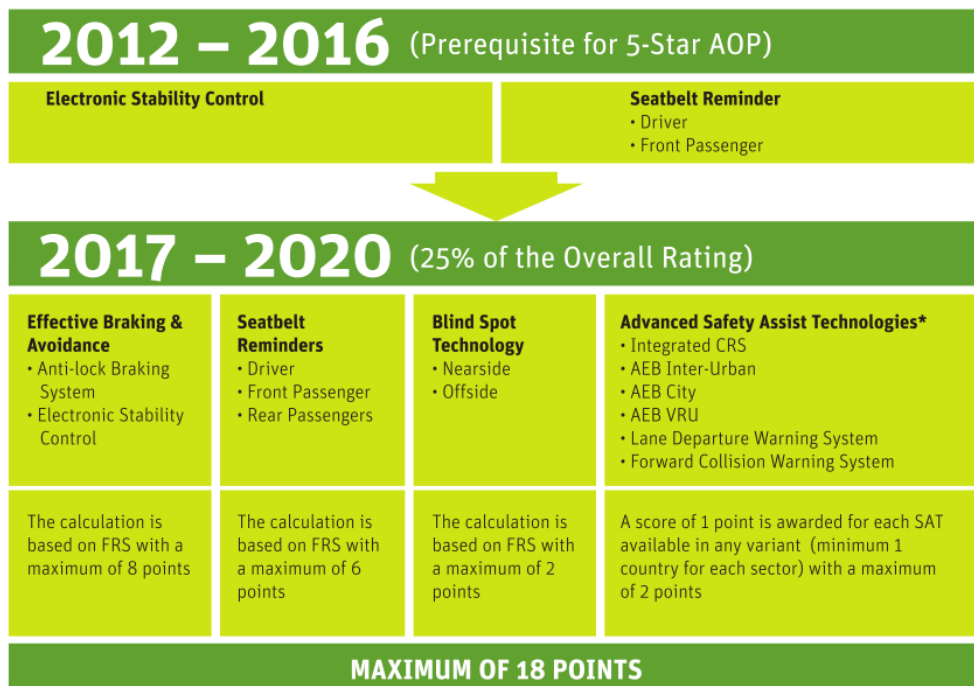 2012 – 2016 (Prerequisite for 5-Star AOP)
Electronic Stability Control
Seatbelt Reminder
• Driver
• Front Passenger
2017 – 2020 (25% of the Overall Rating)
Effective Braking &
Avoidance
• Anti-lock Braking
System
• Electronic Stability
Control
Seatbelt
Reminders
• Driver
• Front Passenger
• Rear Passengers
Blind Spot
Technology
• Nearside
• Offside
Advanced Safety Assist Technologies*
• Integrated CRS
• AEB Inter-Urban
• AEB City
• AEB VRU
• Lane Departure Warning System
• Forward Collision Warning System
The calculation is
based on FRS with a
maximum of 8 points
The calculation is
based on FRS with
a maximum of 6
points
The calculation is
based on FRS with
a maximum of 2
points
A score of 1 point is awarded for each SAT
available in any variant (minimum 1
country for each sector) with a maximum
of 2 points
MAXIMUM OF 18 POINTS